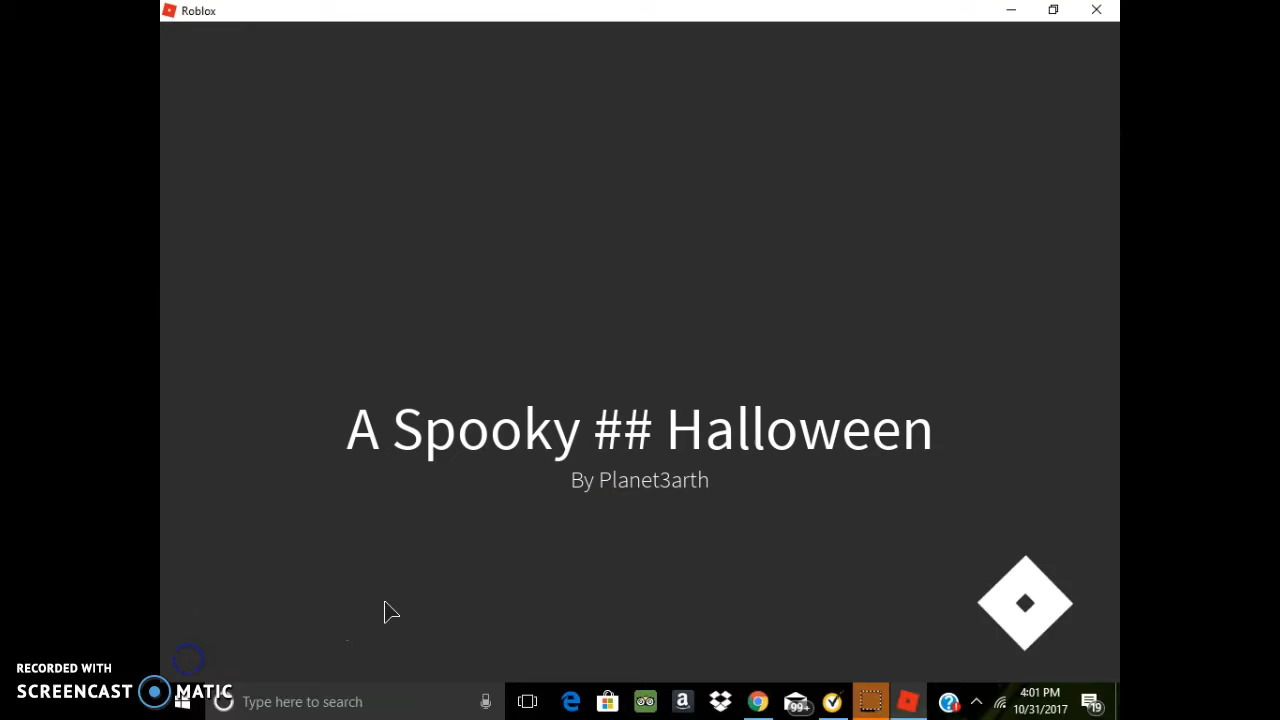 Roblox
A Spooky ## Halloween
By Planet3arth
RECORDED WITH
SCREENCAST MATIC
Type here to search
99+
4:01 PM
10/31/2017
19